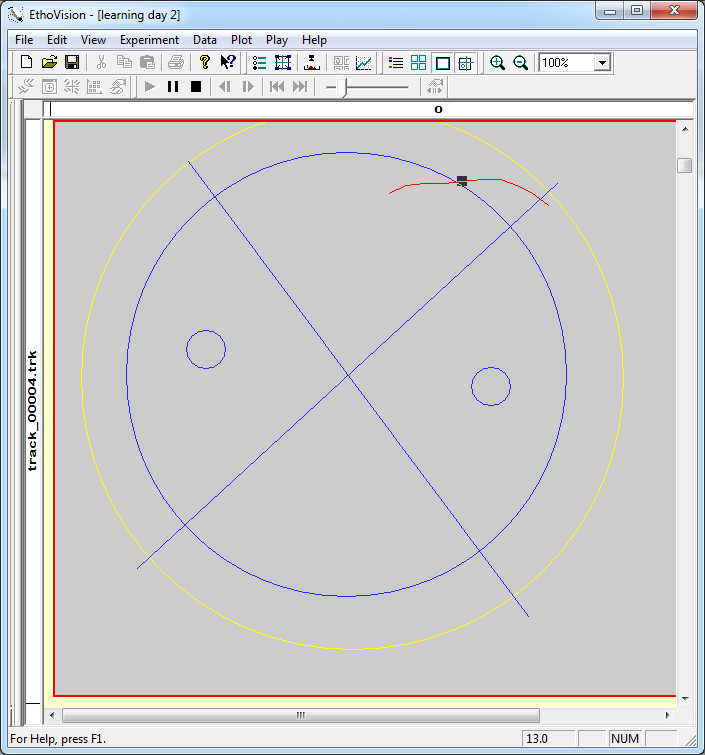 EthoVision - [learning day 2]
File Edit View Experiment Data Plot Play Help
100%
o
track_00004.trk
For Help, press F1.
13.0
NUM